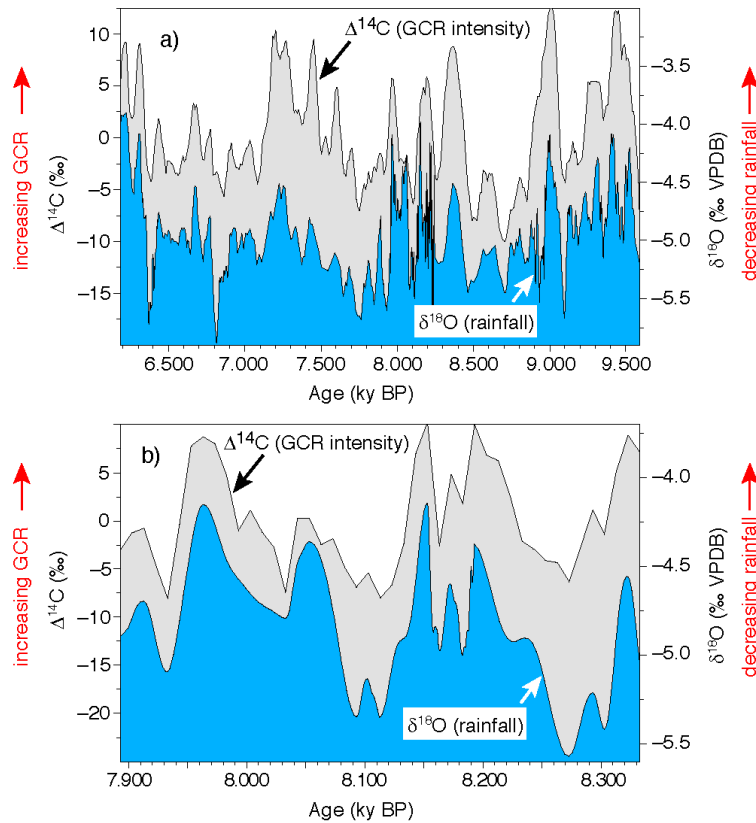 a)
Δ¹⁴C (GCR intensity)
10
5
0
−5
−10
−15
Δ¹⁴C (‰)
increasing GCR
−3.5
−4.0
−4.5
−5.0
−5.5
δ¹⁸O (‰ VPDB)
decreasing rainfall
δ¹⁸O (rainfall)
6.500 7.000 7.500 8.000 8.500 9.000 9.500
Age (ky BP)
b)
Δ¹⁴C (GCR intensity)
5
0
−5
−10
−15
−20
Δ¹⁴C (‰)
increasing GCR
−4.0
−4.5
−5.0
−5.5
δ¹⁸O (‰ VPDB)
decreasing rainfall
δ¹⁸O (rainfall)
7.900 8.000 8.100 8.200 8.300
Age (ky BP)